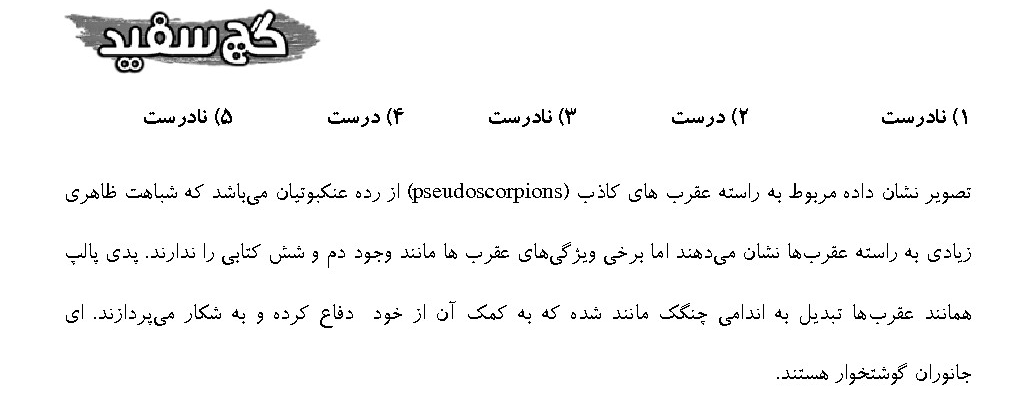 گچ سفید
۱) نادرست ۲) درست ۳) نادرست ۴) درست ۵) نادرست
تصویر نشان داده مربوط به راسته عقرب های کاذب (pseudoscorpions) از رده عنکبوتیان می‌باشد که شباهت ظاهری
زیادی به راسته عقرب‌ها نشان می‌دهند اما برخی ویژگی‌های عقرب ها مانند وجود دم و شش کتابی را ندارند. پدی پالپ
همانند عقرب‌ها تبدیل به اندامی چنگک مانند شده که به کمک آن از خود دفاع کرده و به شکار می‌پردازند. ای
جانوران گوشتخوار هستند.